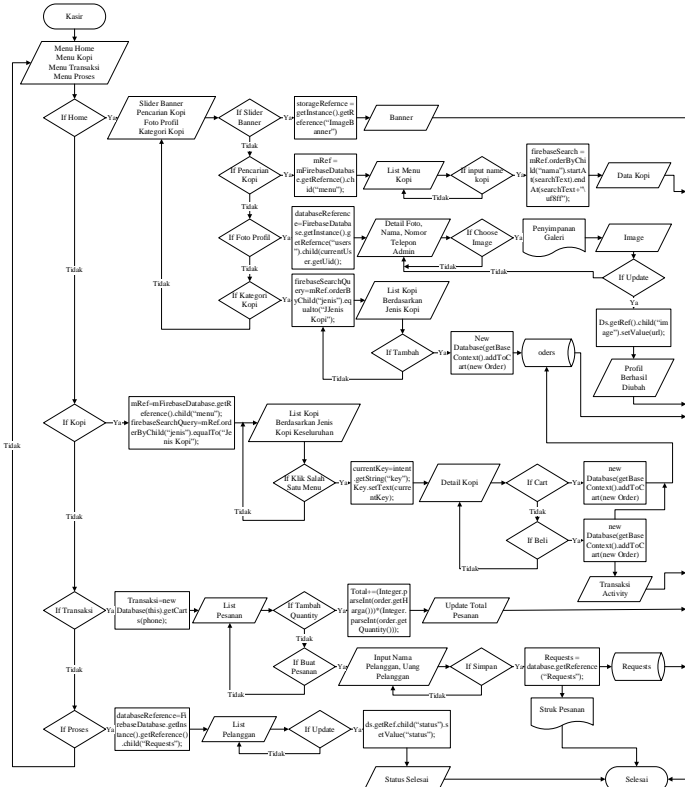 Kasir
Menu Home
Menu Kopi
Menu Transaksi
Menu Proses
If Home
Ya
Slider Banner
Pencarian Kopi
Foto Profil
Kategori Kopi
If Slider
Banner
Ya
storageRefernce =
getInstance().getR
eference("ImageB
anner")
Banner
Tidak
If Pencarian
Kopi
Ya
mRef =
mFirebaseDatabas
e.getRefernce().ch
ild("menu");
List Menu
Kopi
If input name
kopi
Ya
Tidak
firebaseSearch =
mRef.orderByChi
ld("nama").startA
t(searchText).end
At(searchText+"\
uf8ff")
Data Kopi
Tidak
If Foto Profil
Ya
databaseReferenc
e=FirebaseDataba
se.getInstance().g
etRefernce("users
").child(currentUs
er.getUid();
Detail Foto,
Nama, Nomor
Telepon
Admin
If Choose
Image
Ya
Tidak
Penyimpanan
Galeri
Image
If Update
Tidak
Ya
Ds.getRef().child("im
age").setValue(url);
Profil
Berhasil
Diubah
Tidak
If Kategori
Kopi
Ya
Tidak
firebaseSearchQu
ery=mRef.orderB
yChild("jenis").eq
ualto("JJenis
Kopi");
List Kopi
Berdasarkan
Jenis Kopi
If Tambah
Ya
Tidak
New
Database(getBase
Context().addToC
art(new Order)
oders
Tidak
Tidak
If Kopi
Ya
mRef=mFirebaseDatabase.getR
eference().child("menu");
firebaseSearchQuery=mRef.ord
erByChild("jenis").equalTo("Je
nis Kopi");
List Kopi
Berdasarkan Jenis
Kopi Keseluruhan
If Klik Salah
Satu Menu
Ya
Tidak
currentKey=intent
.getString("key");
Key.setText(curre
ntKey);
Detail Kopi
If Cart
Ya
new
Database(getBase
Context().addToC
art(new Order)
Tidak
If Beli
Ya
Tidak
new
Database(getBase
Context().addToC
art(new Order)
Transaksi
Activity
Tidak
If Transaksi
Ya
Transaksi=new
Database(this).getCart
s(phone);
List
Pesanan
If Tambah
Quantity
Ya
Total+=(Integer.p
arseInt(order.getH
arga()))*(Integer.
parseInt(order.get
Quantity()));
Update Total
Pesanan
Tidak
If Buat
Pesanan
Ya
Tidak
Input Nama
Pelanggan, Uang
Pelanggan
If Simpan
Ya
Tidak
Requests =
database.getReference
("Requests");
Requests
Struk Pesanan
Tidak
If Proses
Ya
databaseReference=Fi
rebaseDatabase.getIns
tance().getReference()
.child("Requests");
List
Pelanggan
If Update
Ya
Tidak
ds.getRef.child("status").s
etValue("status");
Status Selesai
Selesai